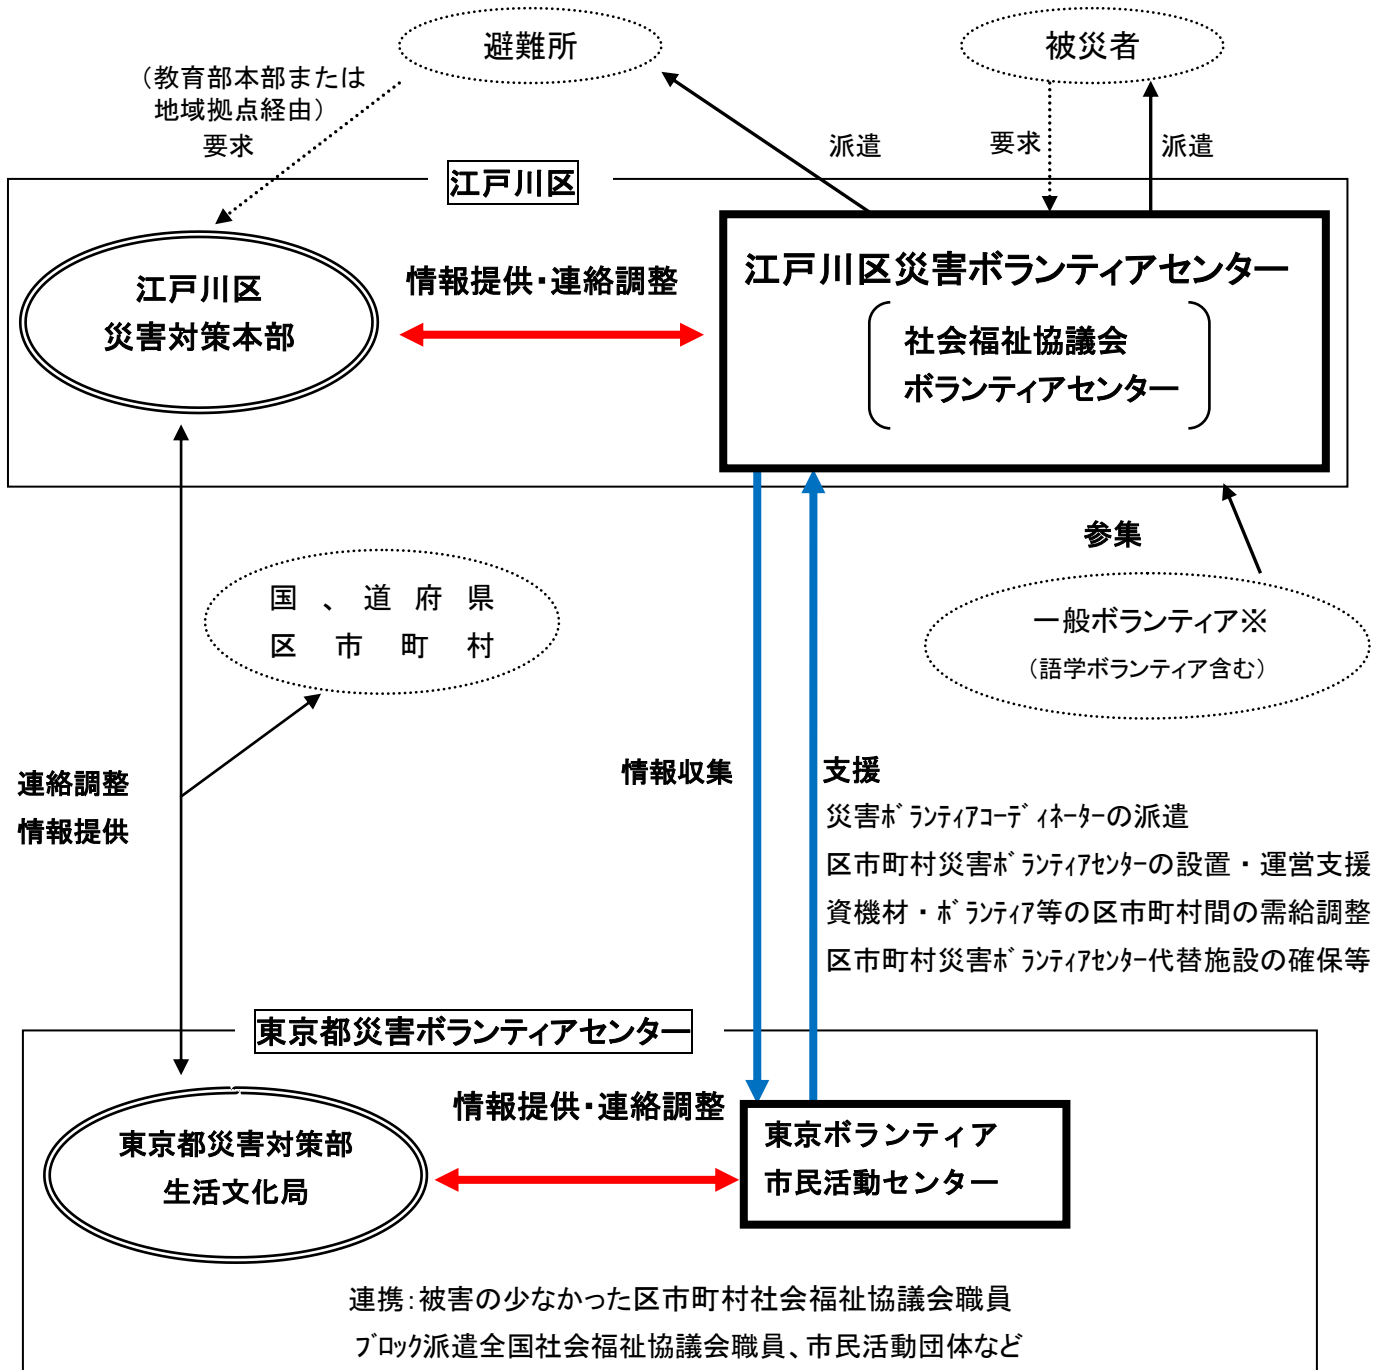 避難所
被災者
（教育部本部または
地域拠点経由）
要求
派遣
要求
派遣
江戸川区
江戸川区
災害対策本部
情報提供・連絡調整
江戸川区災害ボランティアセンター
社会福祉協議会
ボランティアセンター
参集
国、道府県
区市町村
一般ボランティア※
（語学ボランティア含む）
連絡調整
情報提供
情報収集
支援
災害ﾎﾞﾗﾝﾃｨｱｺｰﾃﾞｨﾈｰﾀｰの派遣
区市町村災害ﾎﾞﾗﾝﾃｨｱｾﾝﾀｰの設置・運営支援
資機材・ﾎﾞﾗﾝﾃｨｱ等の区市町村間の需給調整
区市町村災害ﾎﾞﾗﾝﾃｨｱｾﾝﾀｰ代替施設の確保等
東京都災害ボランティアセンター
東京都災害対策部
生活文化局
情報提供・連絡調整
東京ボランティア
市民活動センター
連携：被害の少なかった区市町村社会福祉協議会職員
ﾌﾞﾛｯｸ派遣全国社会福祉協議会職員、市民活動団体など